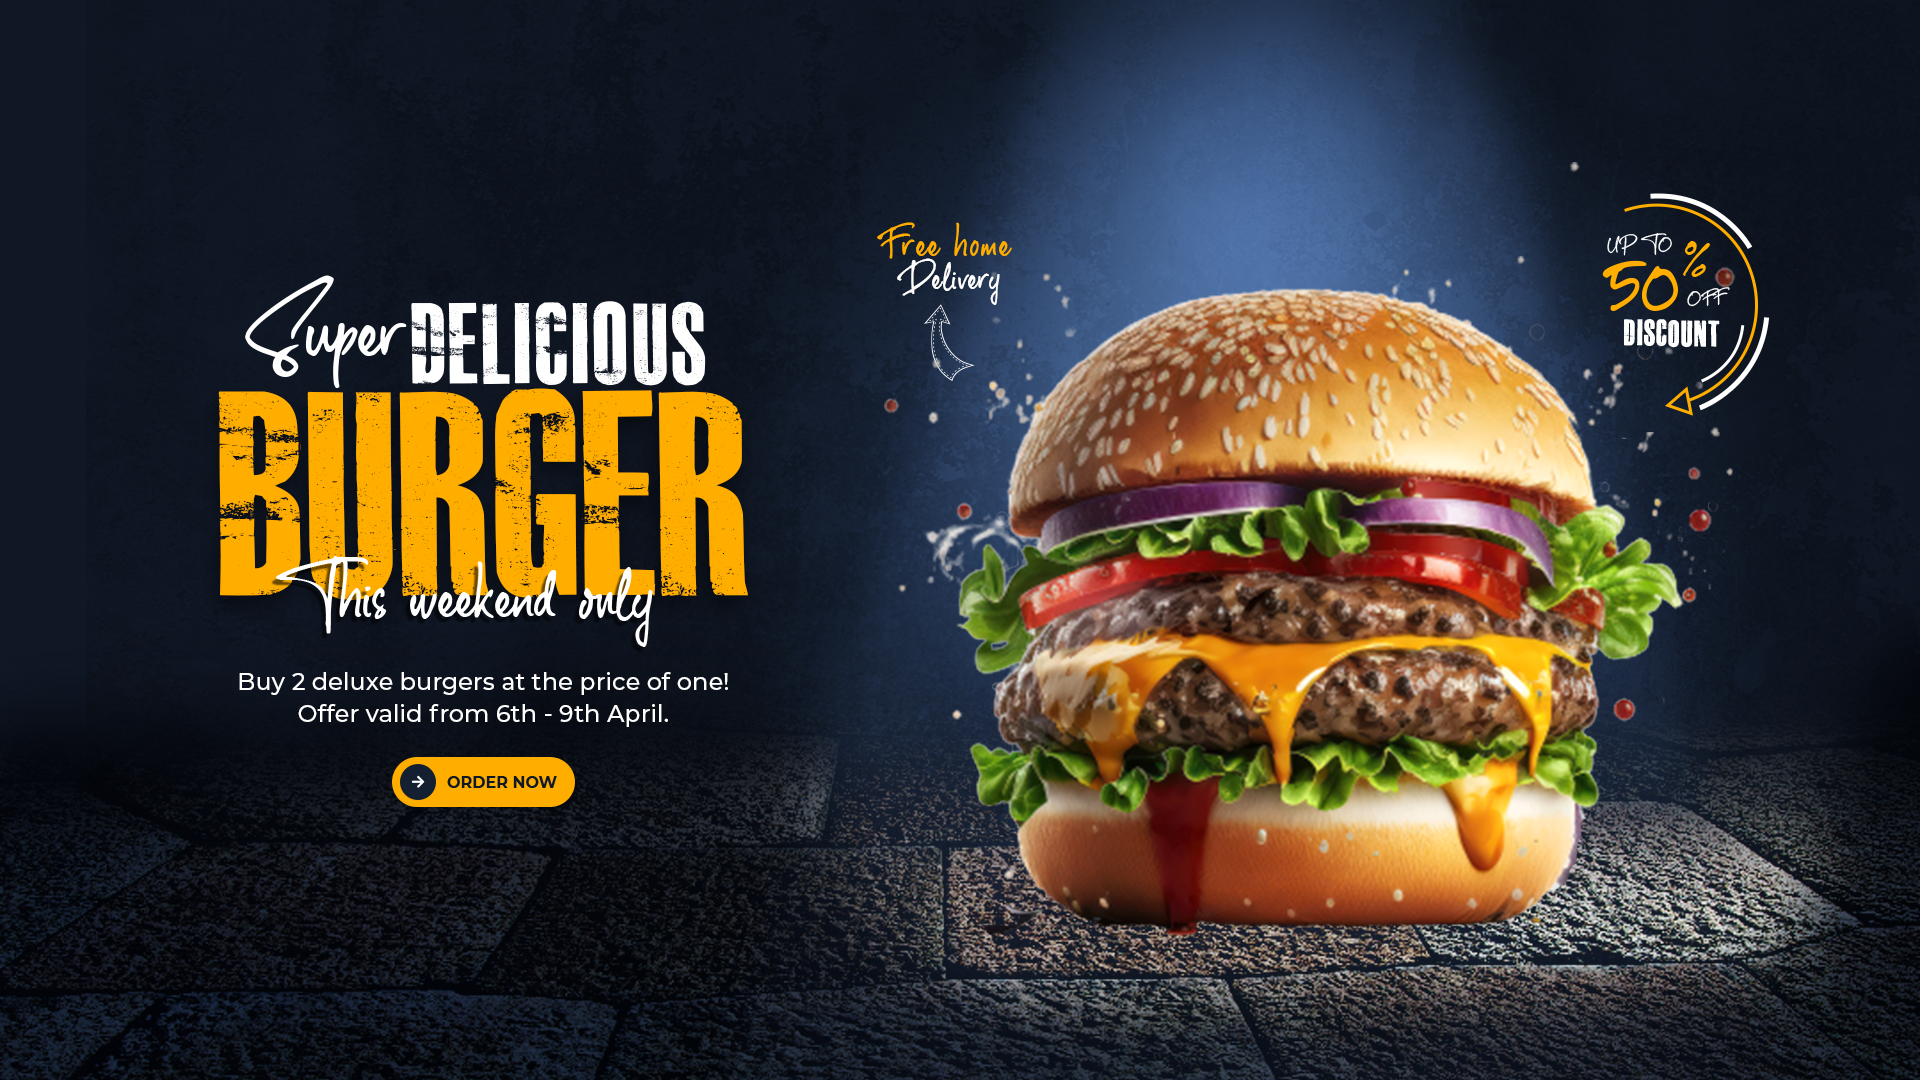 Super DELICIOUS
BURGER
This weekend only
Buy 2 deluxe burgers at the price of one!
Offer valid from 6th - 9th April.
ORDER NOW
Free home
Delivery
UP TO
50% OFF
DISCOUNT